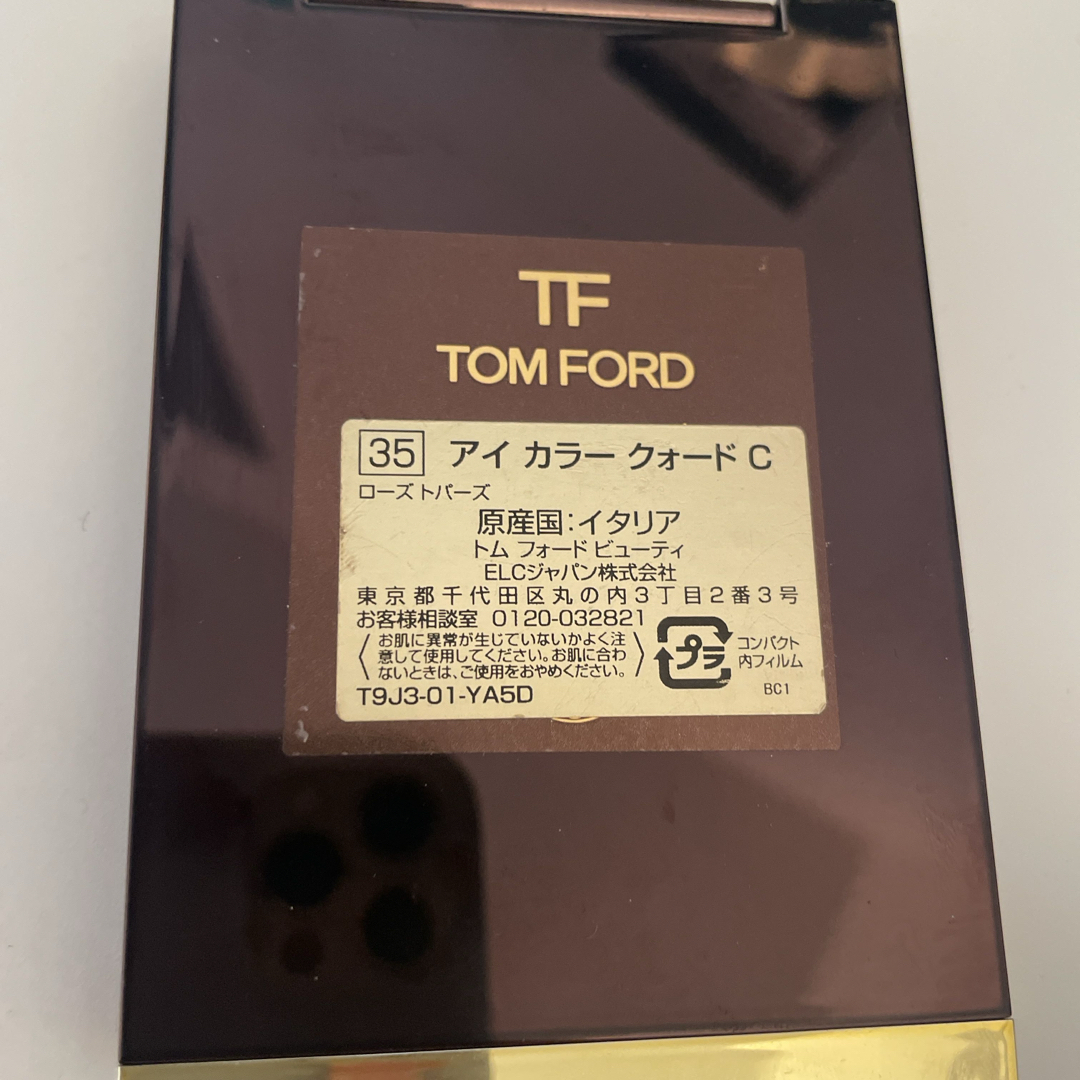 TF
TOM FORD
35 アイ カラー クォード C
ローズ トパーズ
原産国:イタリア
トム フォード ビューティ
ELCジャパン株式会社
東京都千代田区丸の内3丁目2番3号
お客様相談室 0120-032821
お肌に異常が生じていないかよく注
意して使用してください。お肌に合わ
ないときは、ご使用をおやめください。
プラ
コンパクト
内フィルム
T9J3-01-YA5D
BC1